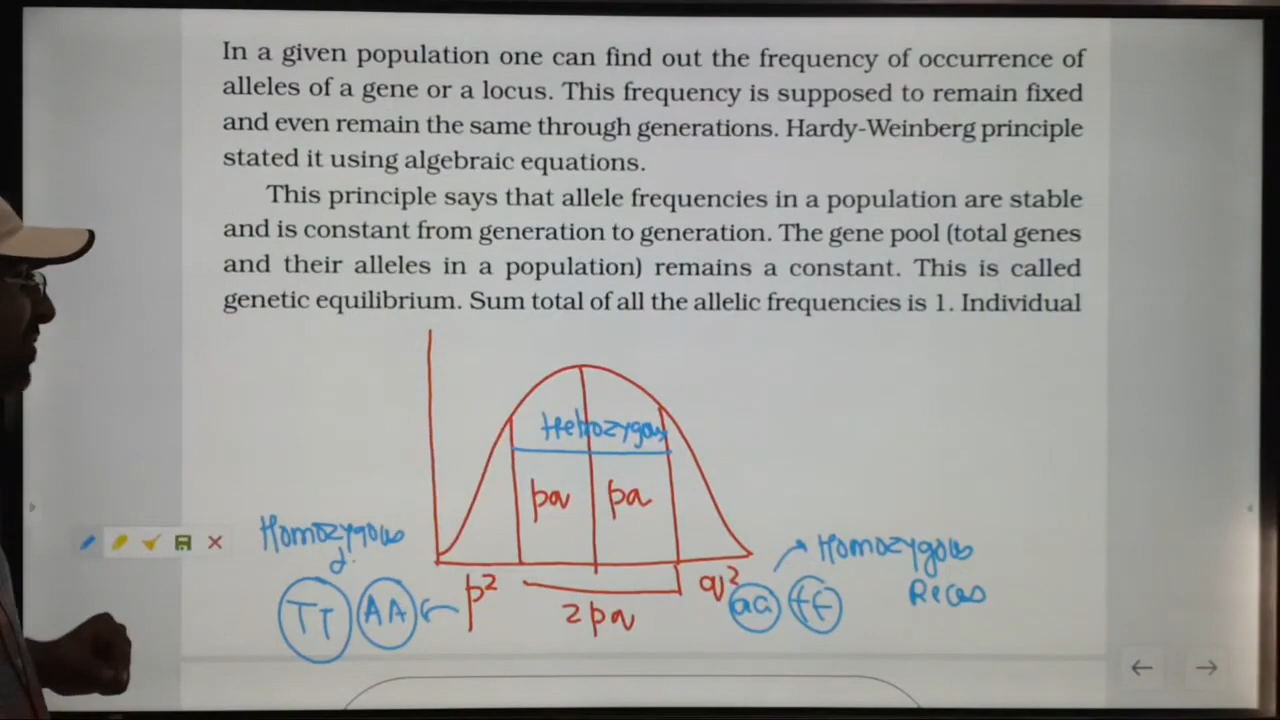 In a given population one can find out the frequency of occurrence of
alleles of a gene or a locus. This frequency is supposed to remain fixed
and even remain the same through generations. Hardy-Weinberg principle
stated it using algebraic equations.
This principle says that allele frequencies in a population are stable
and is constant from generation to generation. The gene pool (total genes
and their alleles in a population) remains a constant. This is called
genetic equilibrium. Sum total of all the allelic frequencies is 1. Individual
Hetrozygous
pq pq
Homozygous
d.
TT AA
p²
2pq
q²
aa tt
Homozygous
Reces